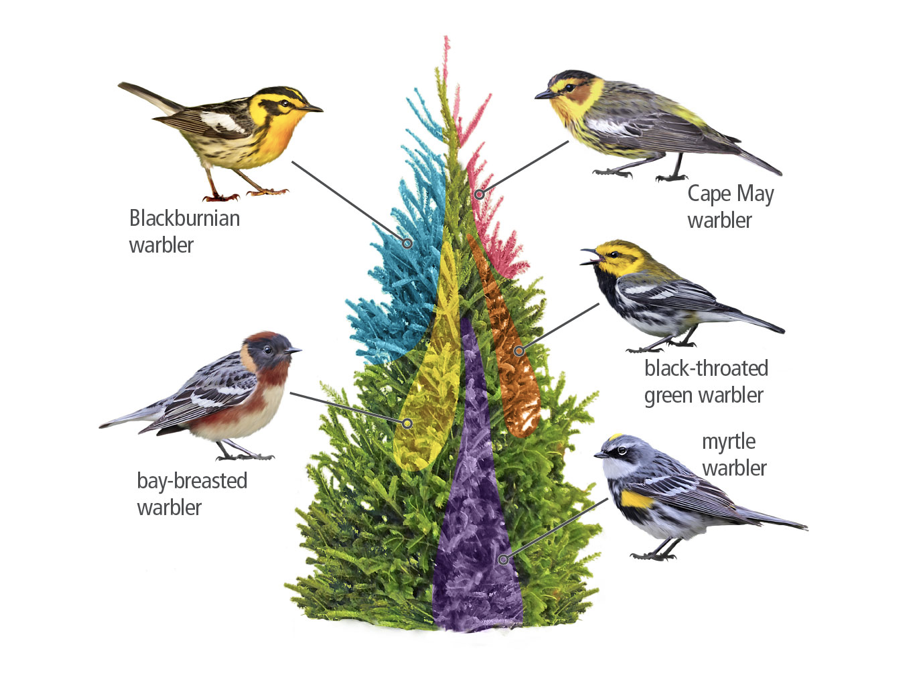 Blackburnian
warbler
Cape May
warbler
black-throated
green warbler
bay-breasted
warbler
myrtle
warbler